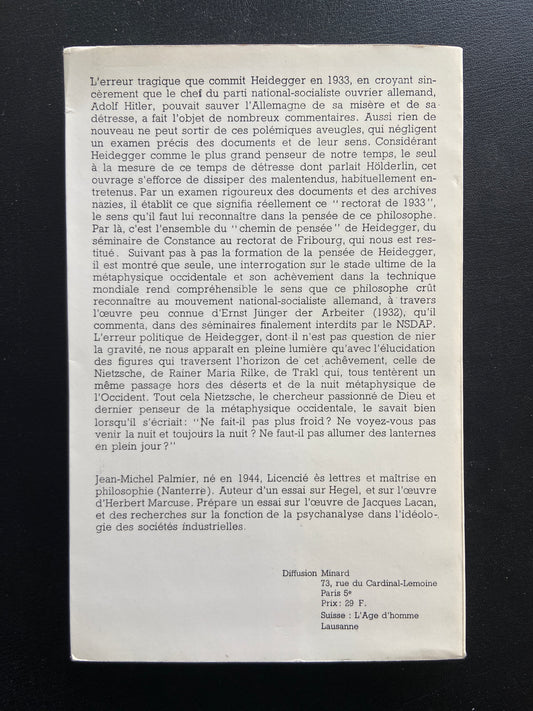 L'erreur tragique que commit Heidegger en 1933, en croyant sin-
cèrement que le chef du parti national-socialiste ouvrier allemand,
Adolf Hitler, pouvait sauver l'Allemagne de sa misère et de sa
détresse, a fait l'objet de nombreux commentaires. Aussi rien de
nouveau ne peut sortir de ces polémiques aveugles, qui négligent
un examen précis des documents et de leur sens. Considérant
Heidegger comme le plus grand penseur de notre temps, le seul
à la mesure de ce temps de détresse dont parlait Hölderlin, cet
ouvrage s'efforce de dissiper des malentendus, habituellement en-
tretenus. Par un examen rigoureux des documents et des archives
nazies, il établit ce que signifia réellement ce "rectorat de 1933",
le sens qu'il faut lui reconnaître dans la pensée de ce philosophe.
Par là, c'est l'ensemble du "chemin de pensée" de Heidegger, du
séminaire de Constance au rectorat de Fribourg, qui nous est res-
titué. Suivant pas à pas la formation de la pensée de Heidegger,
il est montré que seule, une interrogation sur le stade ultime de la
métaphysique occidentale et son achèvement dans la technique
mondiale rend compréhensible le sens que ce philosophe crût
reconnaître au mouvement national-socialiste allemand, à travers
l'œuvre peu connue d'Ernst Jünger der Arbeiter (1932), qu'il
commenta, dans des séminaires finalement interdits par le NSDAP.
L'erreur politique de Heidegger, dont il n'est pas question de nier
la gravité, ne nous apparaît en pleine lumière qu'avec l'élucidation
des figures qui traversent l'horizon de cet achèvement, celle de
Nietzsche, de Rainer Maria Rilke, de Trakl qui, tous tentèrent un
même passage hors des déserts et de la nuit métaphysique de
l'Occident. Tout cela Nietzsche, le chercheur passionné de Dieu et
dernier penseur de la métaphysique occidentale, le savait bien
lorsqu'il s'écriait: "Ne fait-il pas plus froid? Ne voyez-vous pas
venir la nuit et toujours la nuit? Ne faut-il pas allumer des lanternes
en plein jour?"
Jean-Michel Palmier, né en 1944, Licencié ès lettres et maîtrise en
philosophie (Nanterre). Auteur d'un essai sur Hegel, et sur l'œuvre
d'Herbert Marcuse. Prépare un essai sur l'œuvre de Jacques Lacan,
et des recherches sur la fonction de la psychanalyse dans l'idéolo-
gie des sociétés industrielles.
Diffusion Minard
73, rue du Cardinal-Lemoine
Paris 5e
Prix: 29 F.
Suisse : L'Age d'homme
Lausanne